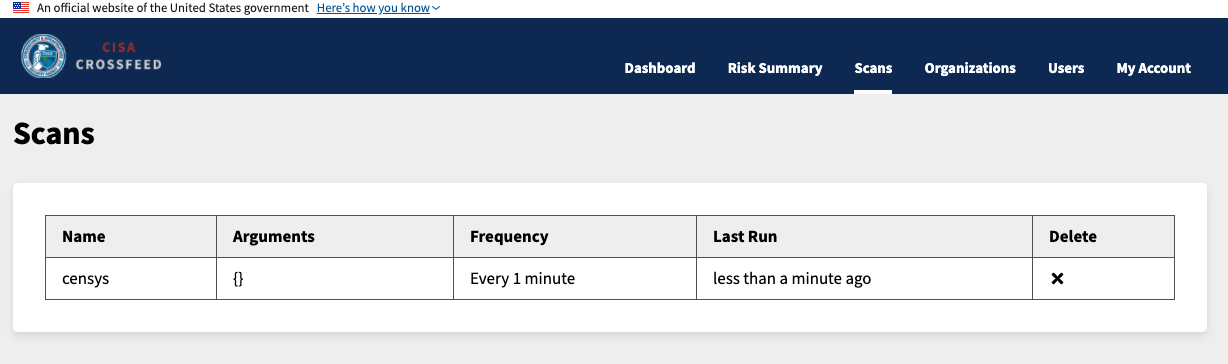 An official website of the United States government Here's how you know
CISA
CROSSFEED
Dashboard Risk Summary Scans Organizations Users My Account
Scans
Name Arguments Frequency Last Run Delete
censys {} Every 1 minute less than a minute ago ✕